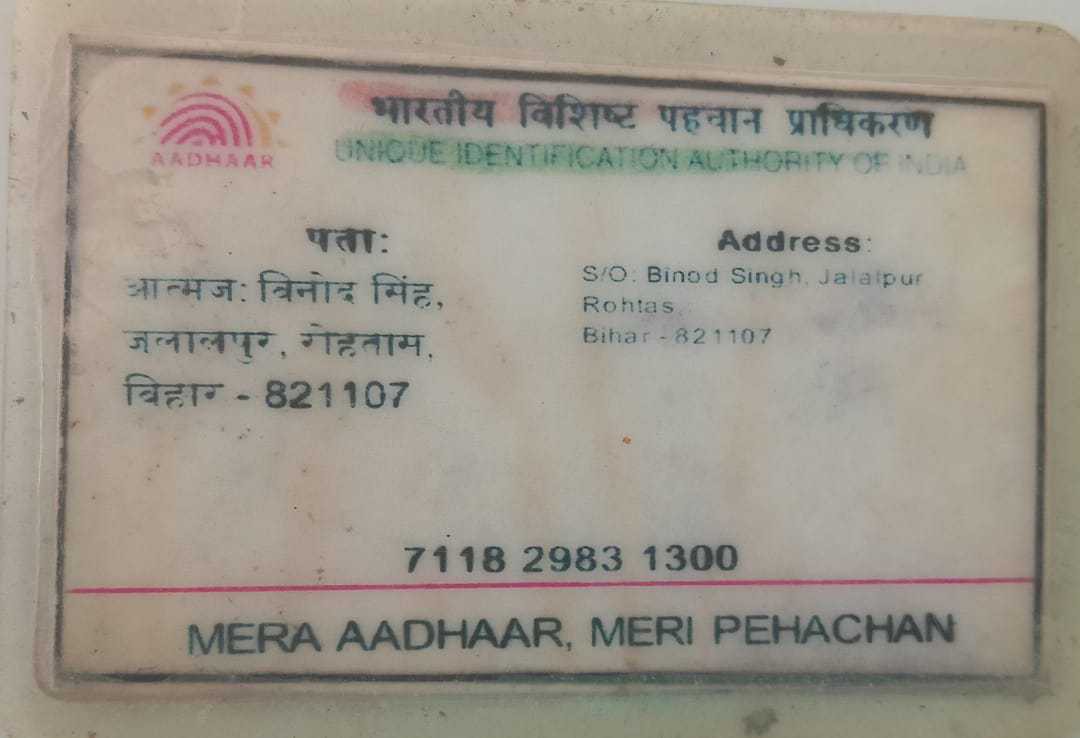 AADHAAR
भारतीय विशिष्ट पहचान प्राधिकरण
UNIQUE IDENTIFICATION AUTHORITY OF INDIA
पता:
आत्मज: विनोद सिंह,
जलालपुर, रोहतास,
बिहार - 821107
Address:
S/O: Binod Singh, Jalalpur
Rohtas,
Bihar - 821107
7118 2983 1300
MERA AADHAAR, MERI PEHACHAN